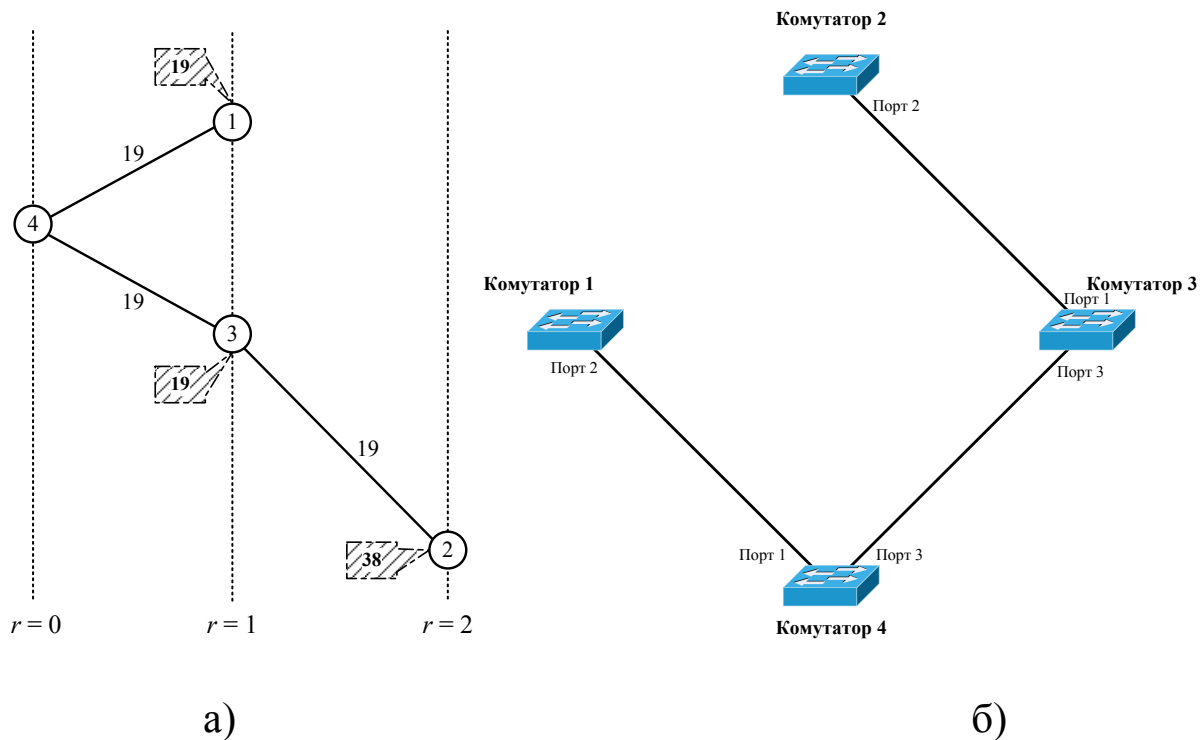 19
1
19
4
19
3
19
19
38
2
r = 0
r = 1
r = 2
а)
Комутатор 2
Порт 2
Комутатор 1
Порт 2
Комутатор 3
Порт 1
Порт 3
Порт 1
Порт 3
Комутатор 4
б)